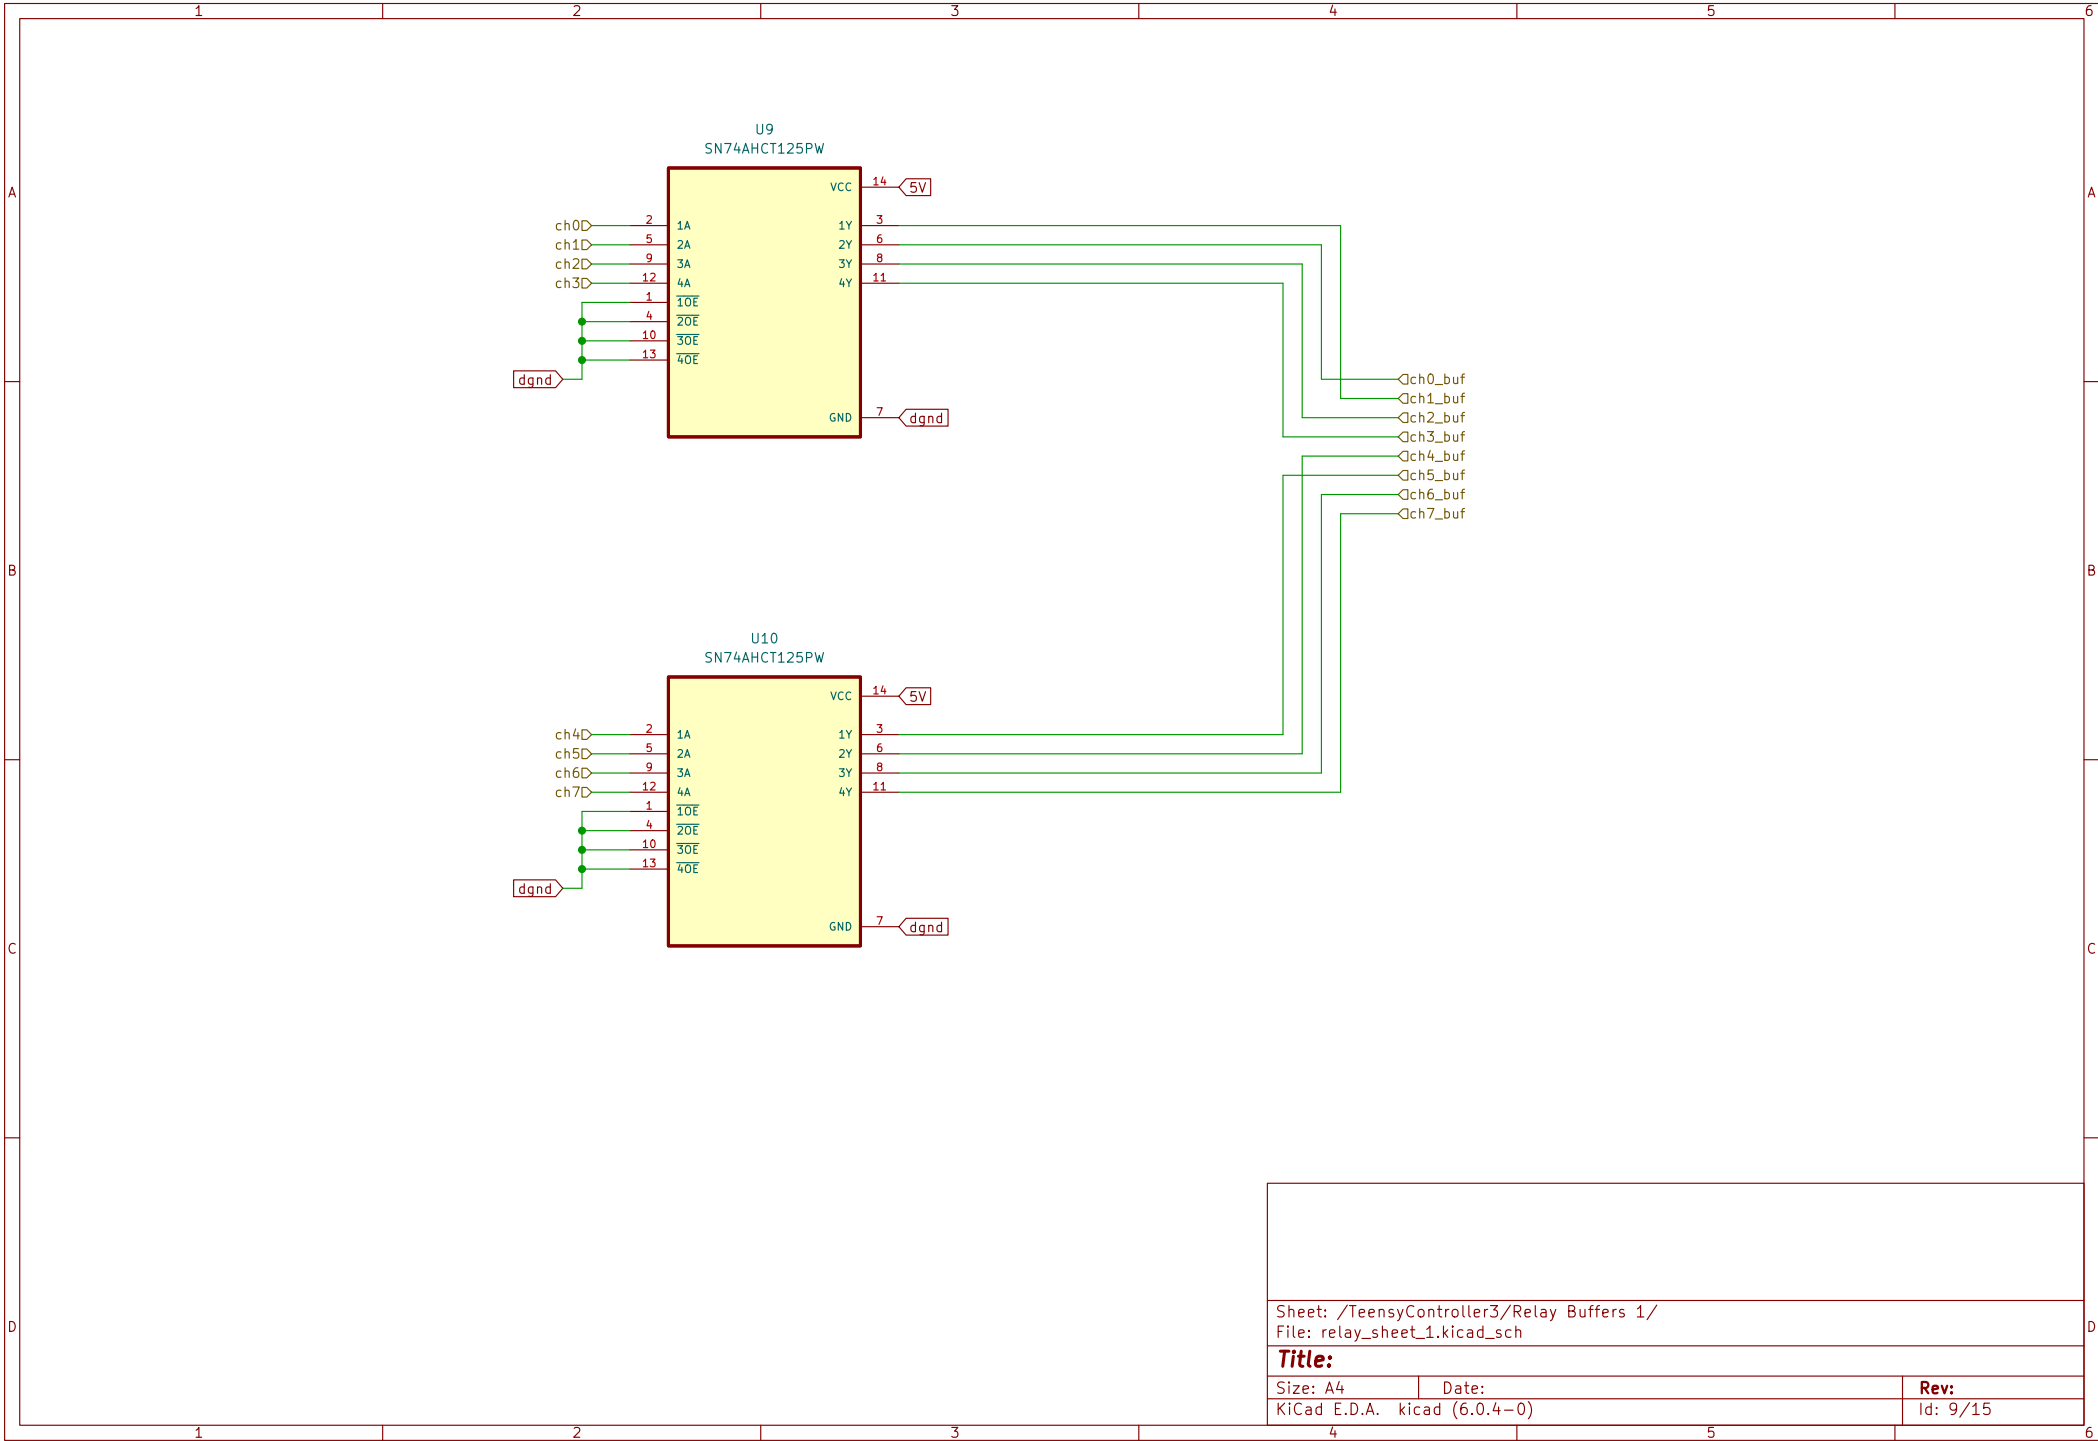 1 2 3 4 5 6
A A
U9
SN74AHCT125PW
VCC 14 5V
ch0 2 1A 1Y 3
ch1 5 2A 2Y 6
ch2 9 3A 3Y 8
ch3 12 4A 4Y 11
1 1OE
4 2OE
10 3OE
13 4OE
dgnd
GND 7 dgnd
ch0_buf
ch1_buf
ch2_buf
ch3_buf
ch4_buf
ch5_buf
ch6_buf
ch7_buf
B B
U10
SN74AHCT125PW
VCC 14 5V
ch4 2 1A 1Y 3
ch5 5 2A 2Y 6
ch6 9 3A 3Y 8
ch7 12 4A 4Y 11
1 1OE
4 2OE
10 3OE
13 4OE
dgnd
GND 7 dgnd
C C
D D
Sheet: /TeensyController3/Relay Buffers 1/
File: relay_sheet_1.kicad_sch
Title:
Size: A4 Date: Rev:
KiCad E.D.A. kicad (6.0.4-0) Id: 9/15
1 2 3 4 5 6